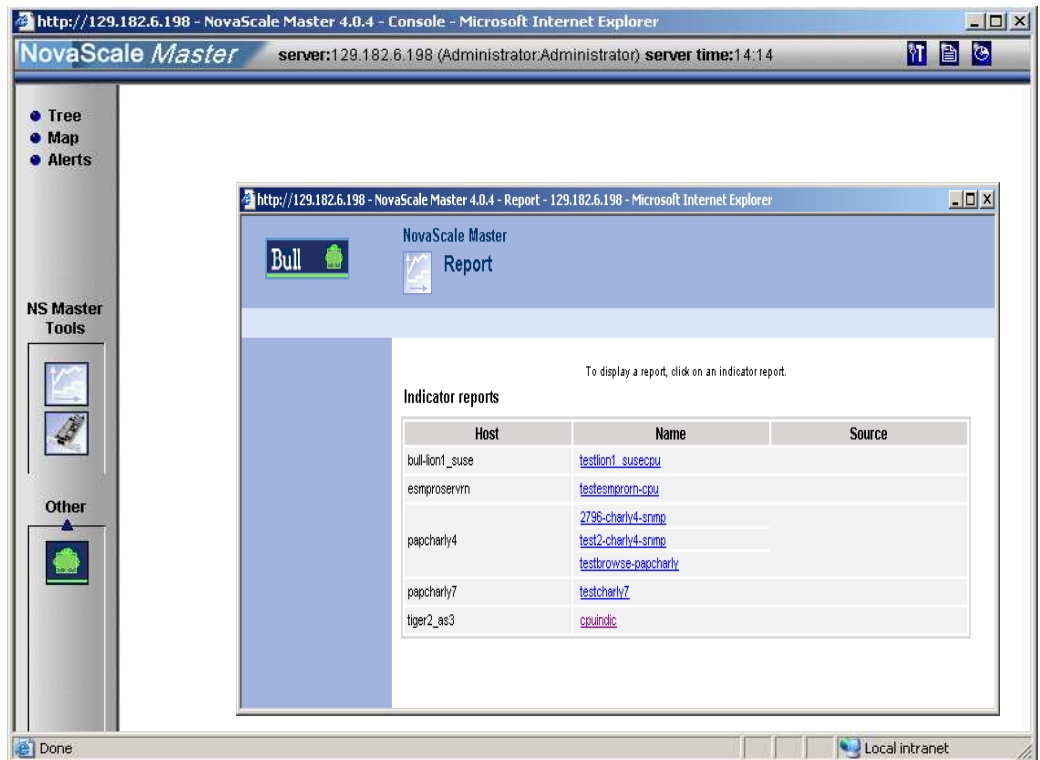 http://129.182.6.198 - NovaScale Master 4.0.4 - Console - Microsoft Internet Explorer
NovaScale Master server:129.182.6.198 (Administrator:Administrator) server time:14:14
Tree
Map
Alerts
NS Master
Tools
Other
http://129.182.6.198 - NovaScale Master 4.0.4 - Report - 129.182.6.198 - Microsoft Internet Explorer
Bull
NovaScale Master
Report
To display a report, click on an indicator report.
Indicator reports
Host Name Source
bull-lion1_suse testlion1_susecpu
esmproservrn testesmprorn-cpu
papcharly4 2796-charly4-snmp
test2-charly4-snmp
testbrowse-papcharly
papcharly7 testcharly7
tiger2_as3 cpuindic
Done Local intranet